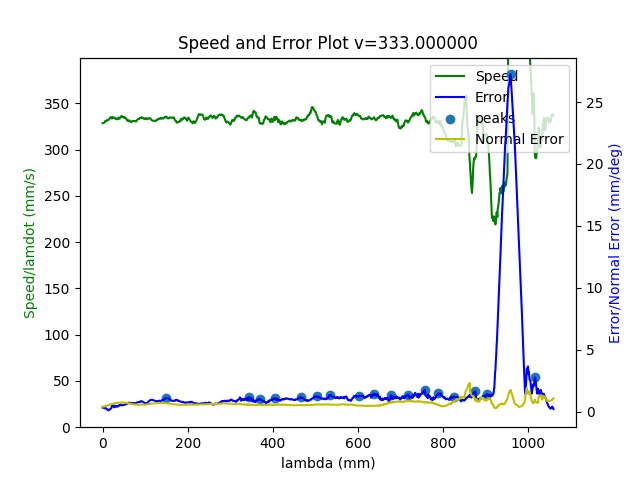 Speed and Error Plot v=333.000000
Speed
Error
peaks
Normal Error
350
300
250
200
150
100
50
0
25
20
15
10
5
0
Speed/lamdot (mm/s)
Error/Normal Error (mm/deg)
0 200 400 600 800 1000
lambda (mm)